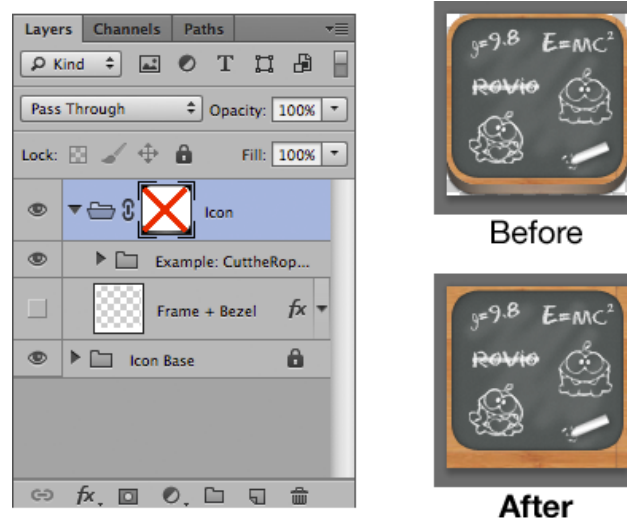 Layers Channels Paths
Kind
Pass Through Opacity: 100%
Lock: Fill: 100%
Icon
Example: CuttheRop...
Frame + Bezel fx
Icon Base
fx.
g=9.8 E=MC²
ROVIO
Before
g=9.8 E=MC²
ROVIO
After